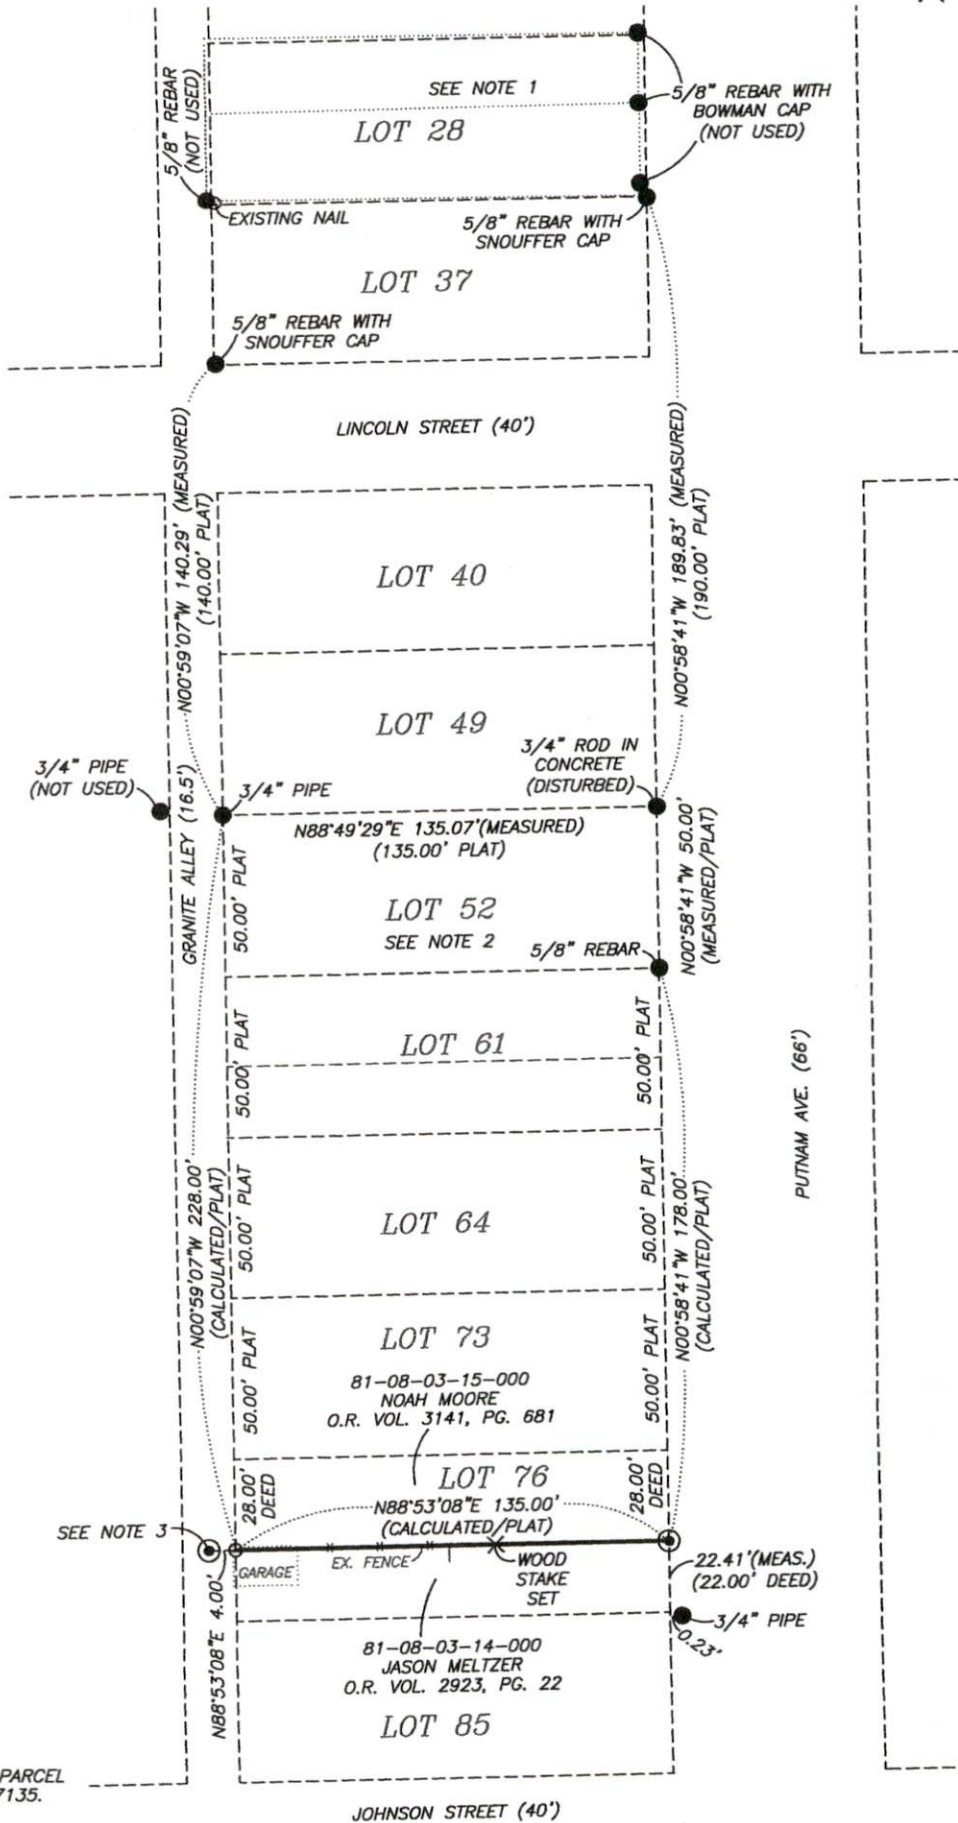 SEE NOTE 1
LOT 28
5/8" REBAR
(NOT USED)
5/8" REBAR WITH
BOWMAN CAP
(NOT USED)
EXISTING NAIL
5/8" REBAR WITH
SNOUFFER CAP
LOT 37
5/8" REBAR WITH
SNOUFFER CAP
LINCOLN STREET (40')
N00°59'07"W 140.29' (MEASURED)
(140.00' PLAT)
N00°58'41"W 189.83' (MEASURED)
(190.00' PLAT)
LOT 40
LOT 49
3/4" PIPE
(NOT USED)
GRANITE ALLEY (16.5')
3/4" PIPE
3/4" ROD IN
CONCRETE
(DISTURBED)
N88°49'29"E 135.07'(MEASURED)
(135.00' PLAT)
50.00' PLAT
LOT 52
SEE NOTE 2
5/8" REBAR
N00°58'41"W 50.00'
(MEASURED/PLAT)
50.00' PLAT
LOT 61
50.00' PLAT
PUTNAM AVE. (66')
N00°59'07"W 228.00'
(CALCULATED/PLAT)
50.00' PLAT
LOT 64
50.00' PLAT
N00°58'41"W 178.00'
(CALCULATED/PLAT)
50.00' PLAT
LOT 73
50.00' PLAT
81-08-03-15-000
NOAH MOORE
O.R. VOL. 3141, PG. 681
28.00'
DEED
LOT 76
28.00'
DEED
N88°53'08"E 135.00'
(CALCULATED/PLAT)
SEE NOTE 3
GARAGE
EX. FENCE
WOOD
STAKE
SET
22.41'(MEAS.)
(22.00' DEED)
N88°53'08"E 4.00'
3/4" PIPE
0.23'
81-08-03-14-000
JASON MELTZER
O.R. VOL. 2923, PG. 22
LOT 85
PARCEL
7135.
JOHNSON STREET (40')